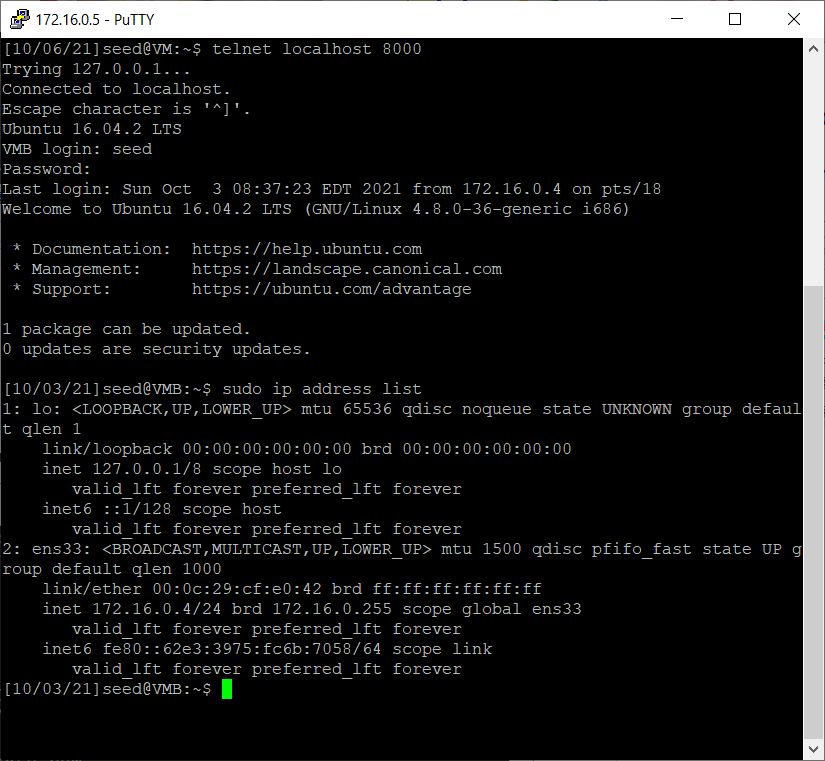 172.16.0.5 - PuTTY
[10/06/21]seed@VM:~$ telnet localhost 8000
Trying 127.0.0.1...
Connected to localhost.
Escape character is '^]'.
Ubuntu 16.04.2 LTS
VMB login: seed
Password:
Last login: Sun Oct  3 08:37:23 EDT 2021 from 172.16.0.4 on pts/18
Welcome to Ubuntu 16.04.2 LTS (GNU/Linux 4.8.0-36-generic i686)
 * Documentation:  https://help.ubuntu.com
 * Management:     https://landscape.canonical.com
 * Support:        https://ubuntu.com/advantage
1 package can be updated.
0 updates are security updates.
[10/03/21]seed@VMB:~$ sudo ip address list
1: lo: <LOOPBACK,UP,LOWER_UP> mtu 65536 qdisc noqueue state UNKNOWN group defaul
t qlen 1
    link/loopback 00:00:00:00:00:00 brd 00:00:00:00:00:00
    inet 127.0.0.1/8 scope host lo
       valid_lft forever preferred_lft forever
    inet6 ::1/128 scope host
       valid_lft forever preferred_lft forever
2: ens33: <BROADCAST,MULTICAST,UP,LOWER_UP> mtu 1500 qdisc pfifo_fast state UP g
roup default qlen 1000
    link/ether 00:0c:29:cf:e0:42 brd ff:ff:ff:ff:ff:ff
    inet 172.16.0.4/24 brd 172.16.0.255 scope global ens33
       valid_lft forever preferred_lft forever
    inet6 fe80::62e3:3975:fc6b:7058/64 scope link
       valid_lft forever preferred_lft forever
[10/03/21]seed@VMB:~$